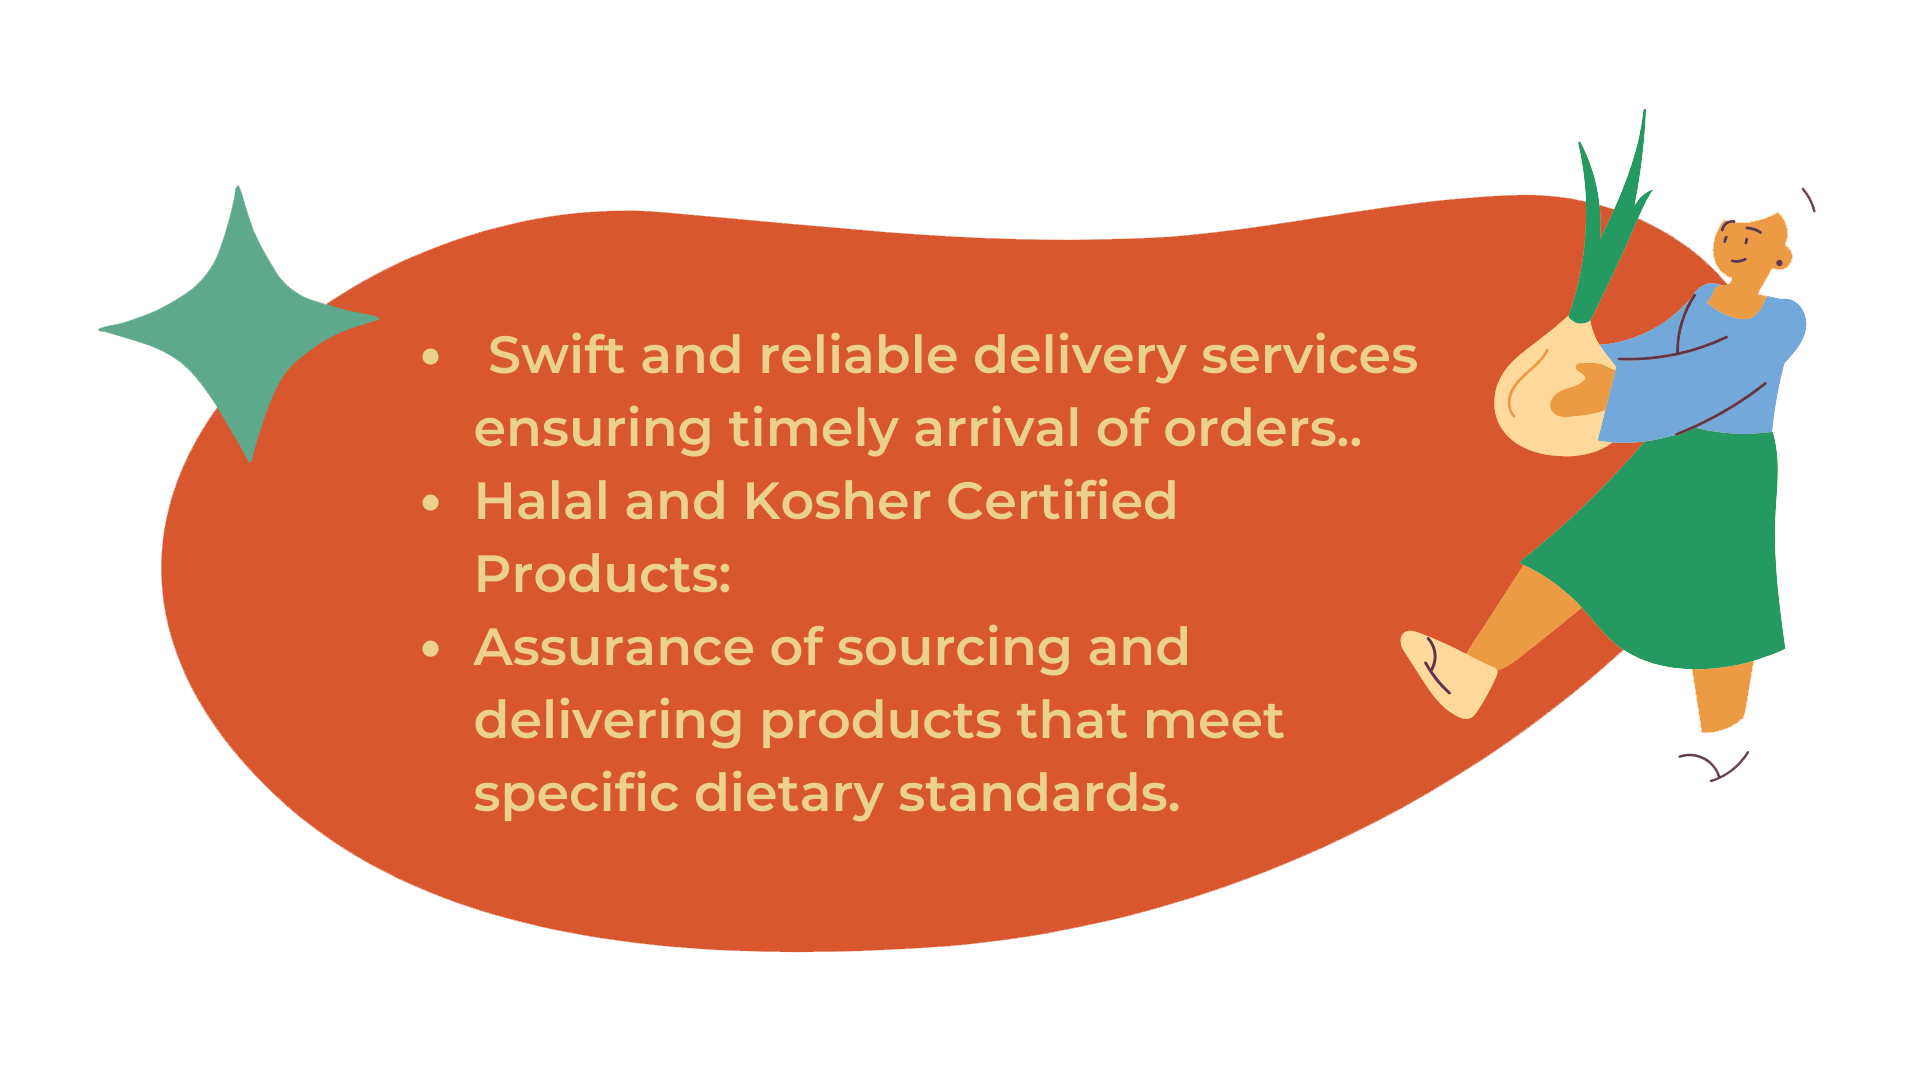 • Swift and reliable delivery services
ensuring timely arrival of orders..
• Halal and Kosher Certified
Products:
• Assurance of sourcing and
delivering products that meet
specific dietary standards.